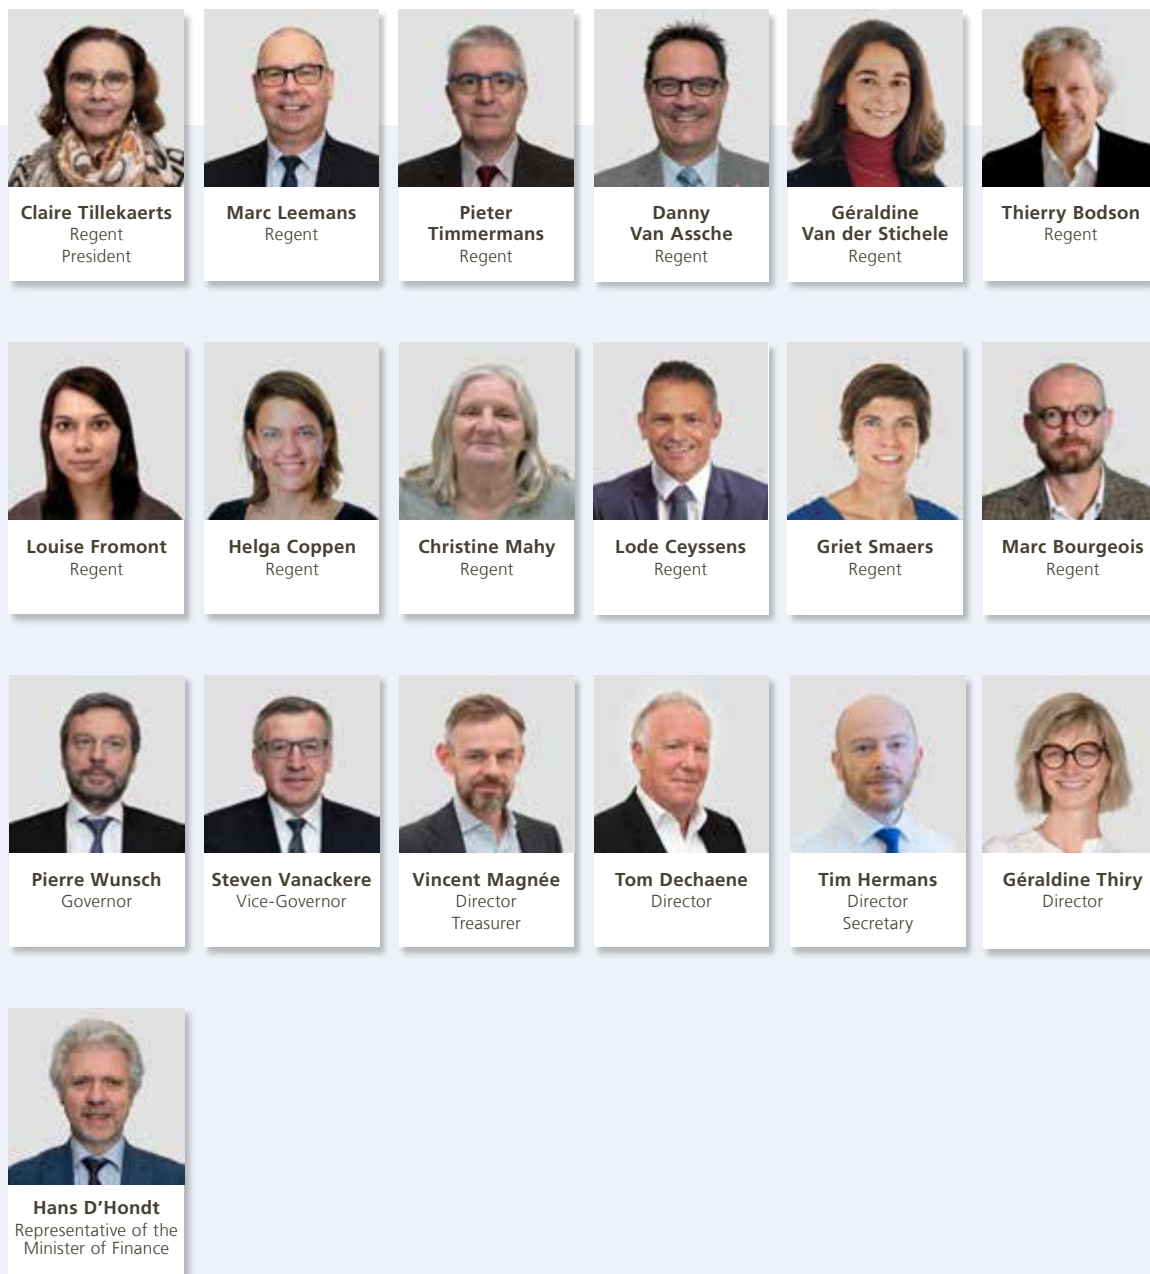 Claire Tillekaerts
Regent
President
Marc Leemans
Regent
Pieter
Timmermans
Regent
Danny
Van Assche
Regent
Géraldine
Van der Stichele
Regent
Thierry Bodson
Regent
Louise Fromont
Regent
Helga Coppen
Regent
Christine Mahy
Regent
Lode Ceyssens
Regent
Griet Smaers
Regent
Marc Bourgeois
Regent
Pierre Wunsch
Governor
Steven Vanackere
Vice-Governor
Vincent Magnée
Director
Treasurer
Tom Dechaene
Director
Tim Hermans
Director
Secretary
Géraldine Thiry
Director
Hans D’Hondt
Representative of the
Minister of Finance